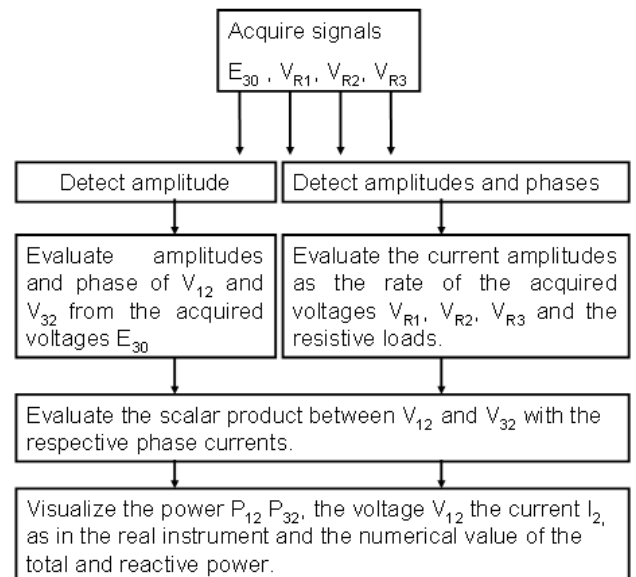 Acquire signals
E30 , VR1, VR2, VR3
Detect amplitude
Detect amplitudes and phases
Evaluate amplitudes
and phase of V12 and
V32 from the acquired
voltages E30
Evaluate the current amplitudes
as the rate of the acquired
voltages VR1, VR2, VR3 and the
resistive loads.
Evaluate the scalar product between V12 and V32 with the
respective phase currents.
Visualize the power P12 P32, the voltage V12 the current I2,
as in the real instrument and the numerical value of the
total and reactive power.